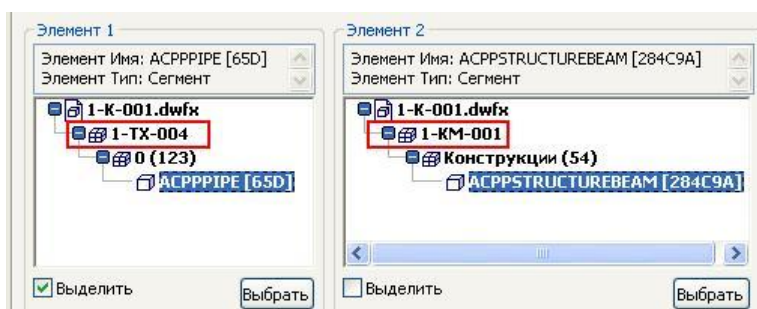 Элемент 1
Элемент Имя: ACPPPIPE [65D]
Элемент Тип: Сегмент
1-K-001.dwfx
1-TX-004
0 (123)
ACPPPIPE [65D]
Выделить
Выбрать
Элемент 2
Элемент Имя: ACPPSTRUCTUREBEAM [284C9A]
Элемент Тип: Сегмент
1-K-001.dwfx
1-KM-001
Конструкции (54)
ACPPSTRUCTUREBEAM [284C9A]
Выделить
Выбрать